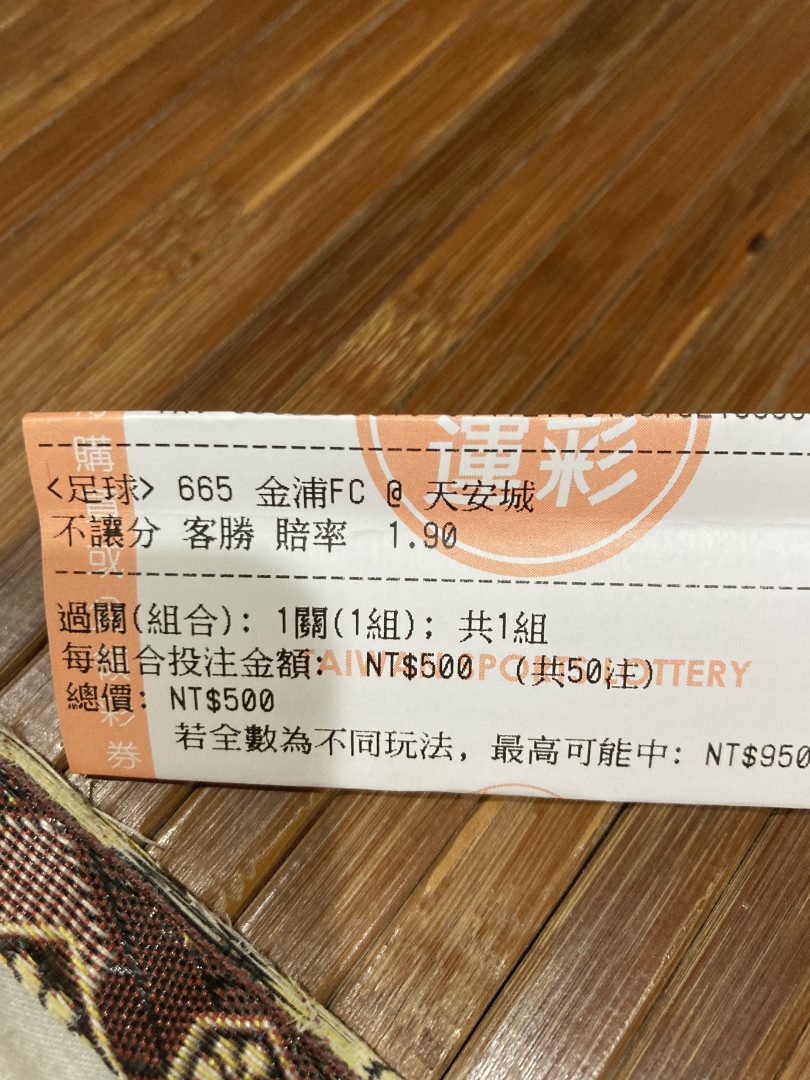 運彩
<足球> 665 金浦FC @ 天安城
不讓分 客勝 賠率 1.90
過關(組合): 1關(1組); 共1組
每組合投注金額: NT$500 (共50注)
TAIWAN SPORTS LOTTERY
總價: NT$500
若全數為不同玩法, 最高可能中: NT$950
購
券